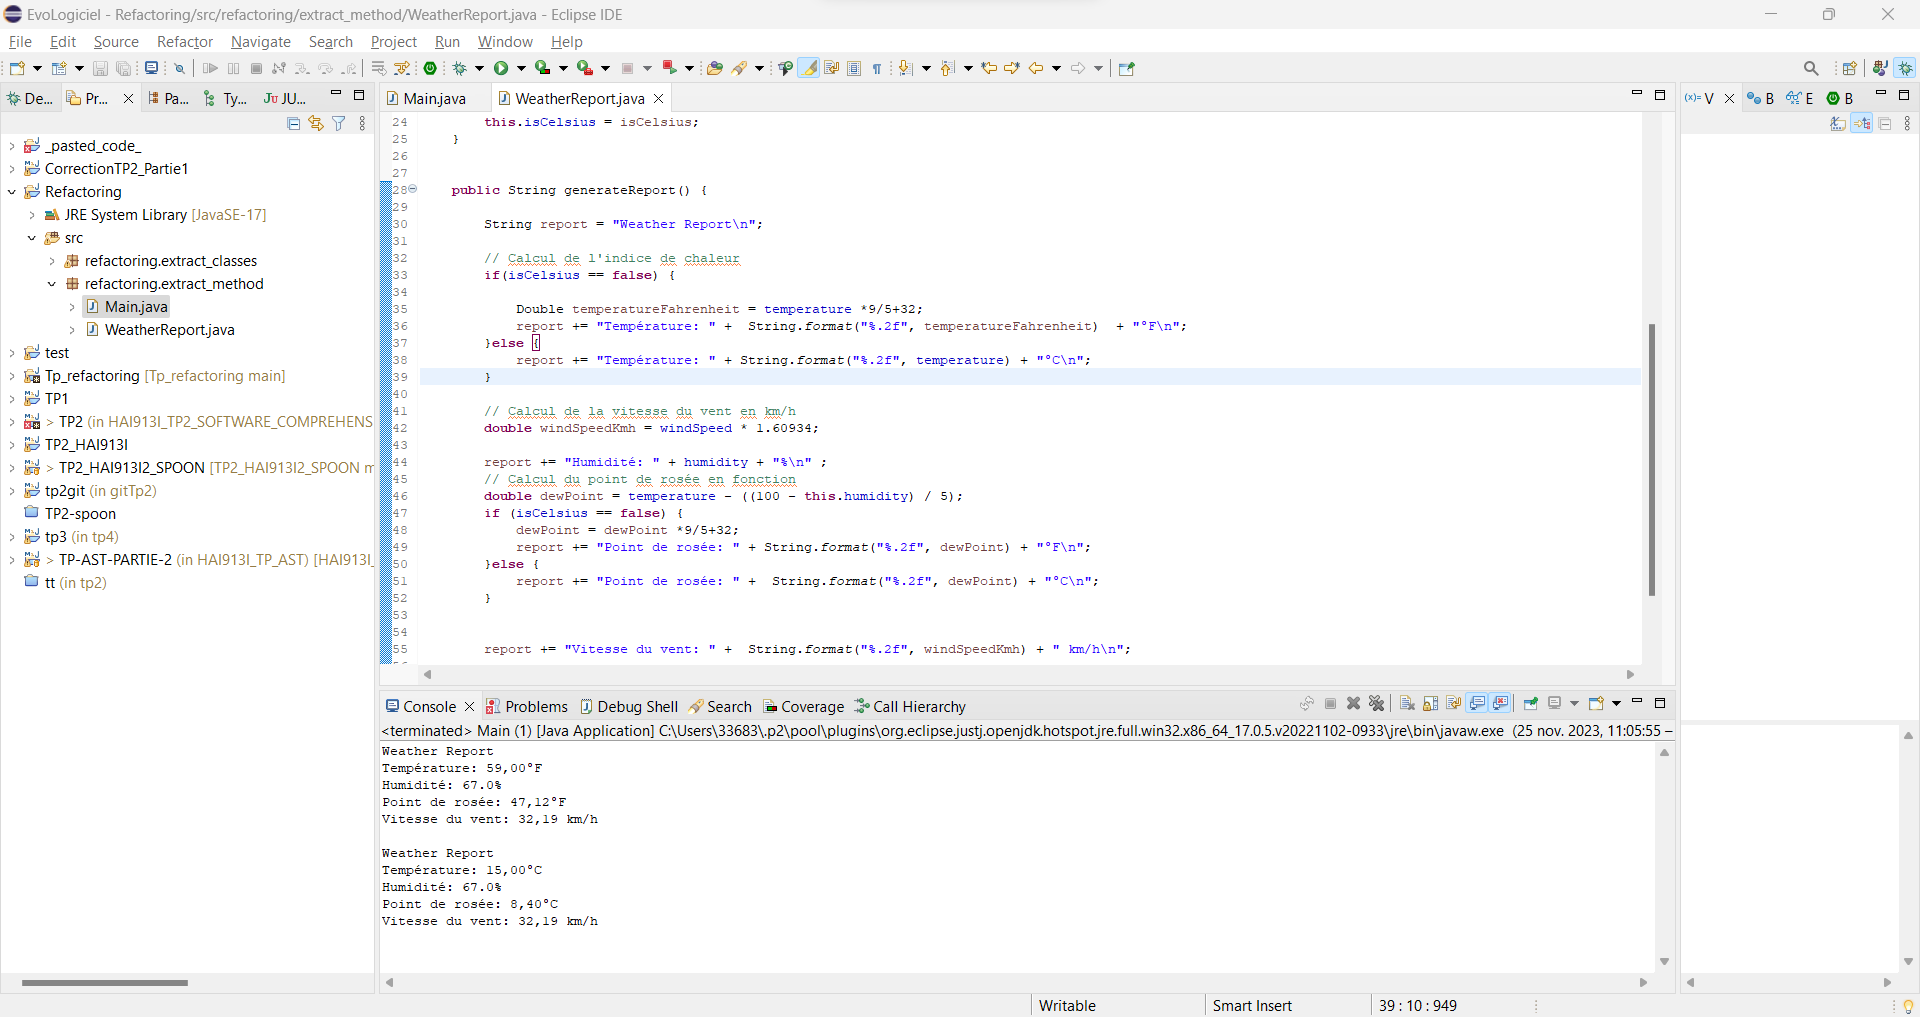 EvoLogiciel - Refactoring/src/refactoring/extract_method/WeatherReport.java - Eclipse IDE
File Edit Source Refactor Navigate Search Project Run Window Help
De... Pr... Pa... Ty... JU...
Main.java WeatherReport.java
V B E B
_pasted_code_
CorrectionTP2_Partie1
Refactoring
JRE System Library [JavaSE-17]
src
refactoring.extract_classes
refactoring.extract_method
Main.java
WeatherReport.java
test
Tp_refactoring [Tp_refactoring main]
TP1
> TP2 (in HAI913I_TP2_SOFTWARE_COMPREHENS
TP2_HAI913I
> TP2_HAI913I2_SPOON [TP2_HAI913I2_SPOON m
tp2git (in gitTp2)
TP2-spoon
tp3 (in tp4)
> TP-AST-PARTIE-2 (in HAI913I_TP_AST) [HAI913I_
tt (in tp2)
24 this.isCelsius = isCelsius;
25 }
26
27
28 public String generateReport() {
29
30 String report = "Weather Report\n";
31
32 // Calcul de l'indice de chaleur
33 if(isCelsius == false) {
34
35 Double temperatureFahrenheit = temperature *9/5+32;
36 report += "Température: " + String.format("%.2f", temperatureFahrenheit) + "°F\n";
37 }else {
38 report += "Température: " + String.format("%.2f", temperature) + "°C\n";
39 }
40
41 // Calcul de la vitesse du vent en km/h
42 double windSpeedKmh = windSpeed * 1.60934;
43
44 report += "Humidité: " + humidity + "%\n" ;
45 // Calcul du point de rosée en fonction
46 double dewPoint = temperature - ((100 - this.humidity) / 5);
47 if (isCelsius == false) {
48 dewPoint = dewPoint *9/5+32;
49 report += "Point de rosée: " + String.format("%.2f", dewPoint) + "°F\n";
50 }else {
51 report += "Point de rosée: " + String.format("%.2f", dewPoint) + "°C\n";
52 }
53
54
55 report += "Vitesse du vent: " + String.format("%.2f", windSpeedKmh) + " km/h\n";
Console Problems Debug Shell Search Coverage Call Hierarchy
<terminated> Main (1) [Java Application] C:\Users\33683\.p2\pool\plugins\org.eclipse.justj.openjdk.hotspot.jre.full.win32.x86_64_17.0.5.v20221102-0933\jre\bin\javaw.exe (25 nov. 2023, 11:05:55 –
Weather Report
Température: 59,00°F
Humidité: 67.0%
Point de rosée: 47,12°F
Vitesse du vent: 32,19 km/h
Weather Report
Température: 15,00°C
Humidité: 67.0%
Point de rosée: 8,40°C
Vitesse du vent: 32,19 km/h
Writable Smart Insert 39 : 10 : 949